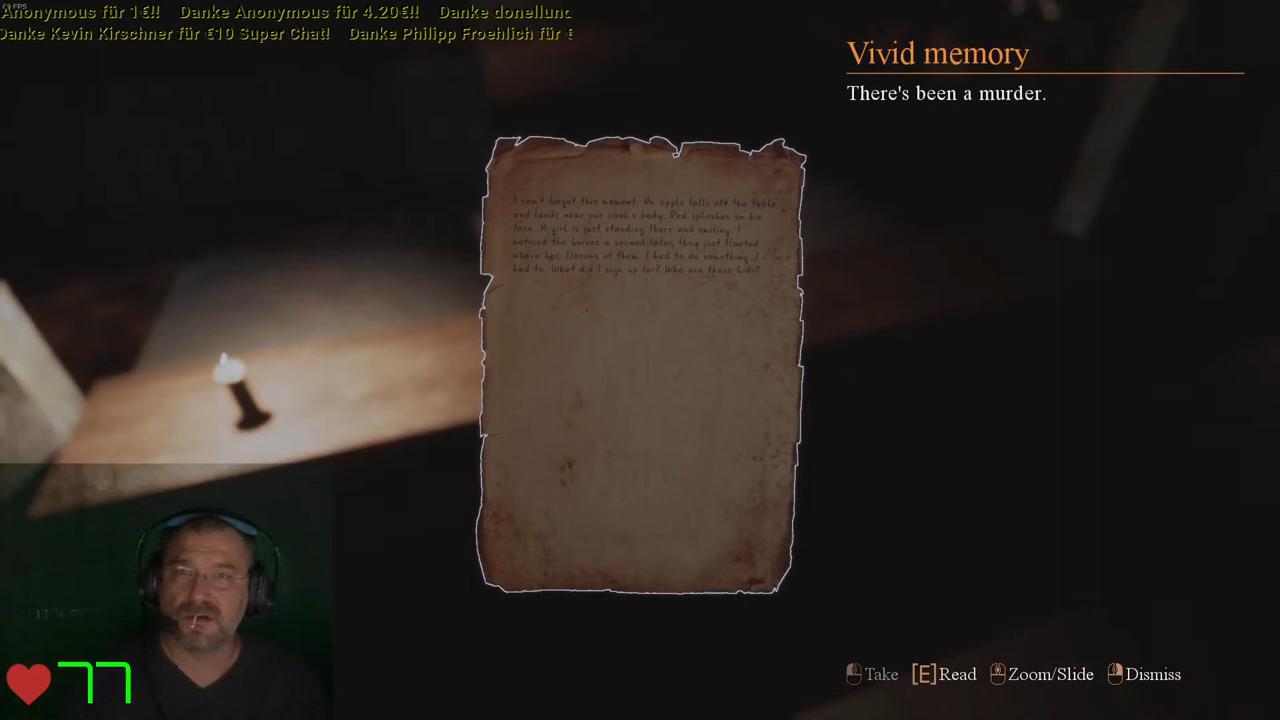 59 FPS
Anonymous für 1€!! Danke Anonymous für 4.20€!! Danke donellund
Danke Kevin Kirschner für €10 Super Chat! Danke Philipp Froehlich für €
Vivid memory
There's been a murder.
I can't forget this moment. An apple falls off the table
and lands near our cook's body. Red splashes on his
face. A girl is just standing there and smiling. I
noticed the knives a second later, they just floated
above her. Dozens of them. I had to do something. I
had to. What did I sign up for? Who are these kids?
77
Take [E]Read Zoom/Slide Dismiss